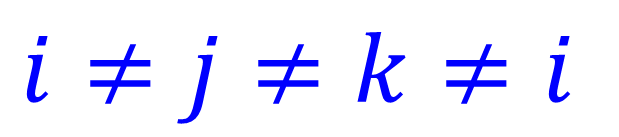 i ≠ j ≠ k ≠ i